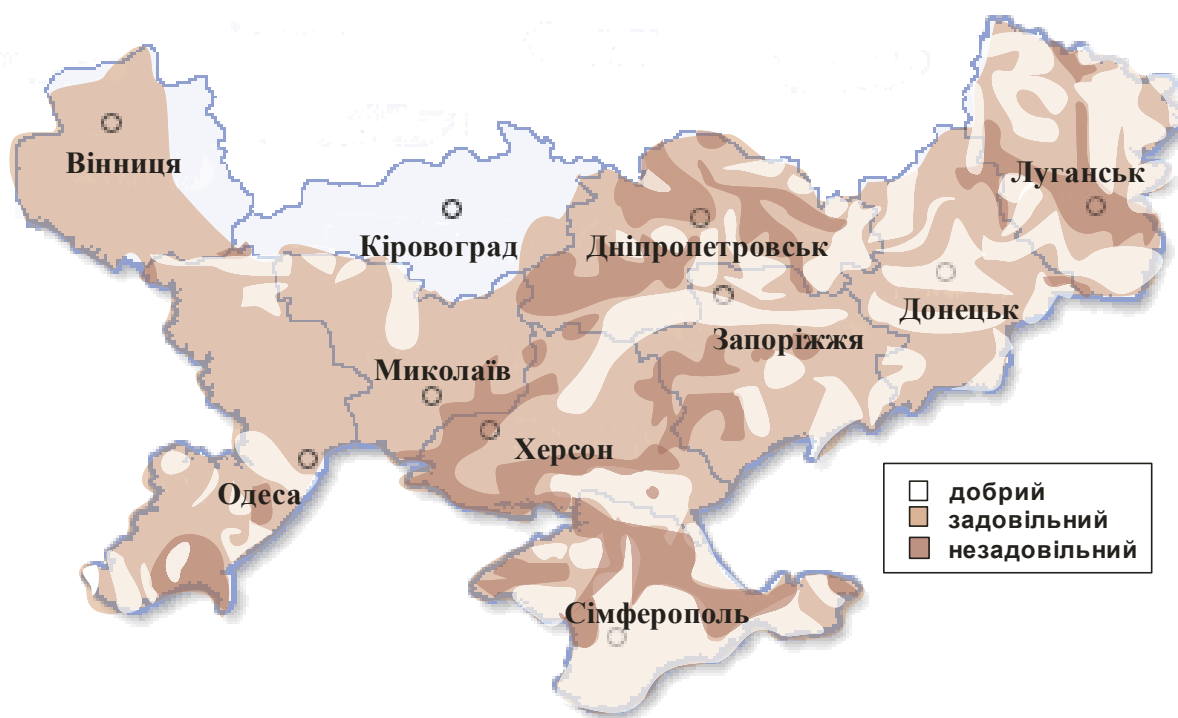 Вінниця
Луганськ
Кіровоград
Дніпропетровськ
Донецьк
Запоріжжя
Миколаїв
Херсон
Одеса
добрий
задовільний
незадовільний
Сімферополь